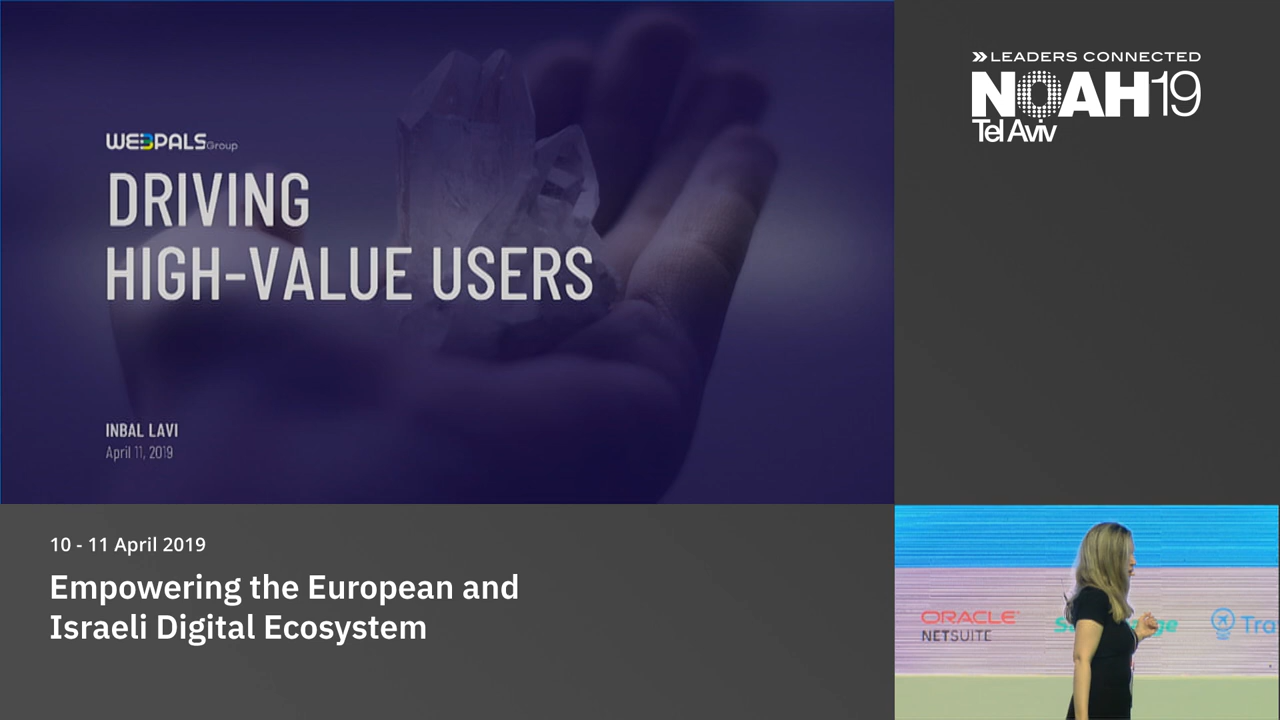 WEBPALS Group
DRIVING
HIGH-VALUE USERS
INBAL LAVI
April 11, 2019
LEADERS CONNECTED
NOAH19
Tel Aviv
10 - 11 April 2019
Empowering the European and
Israeli Digital Ecosystem
ORACLE
NETSUITE